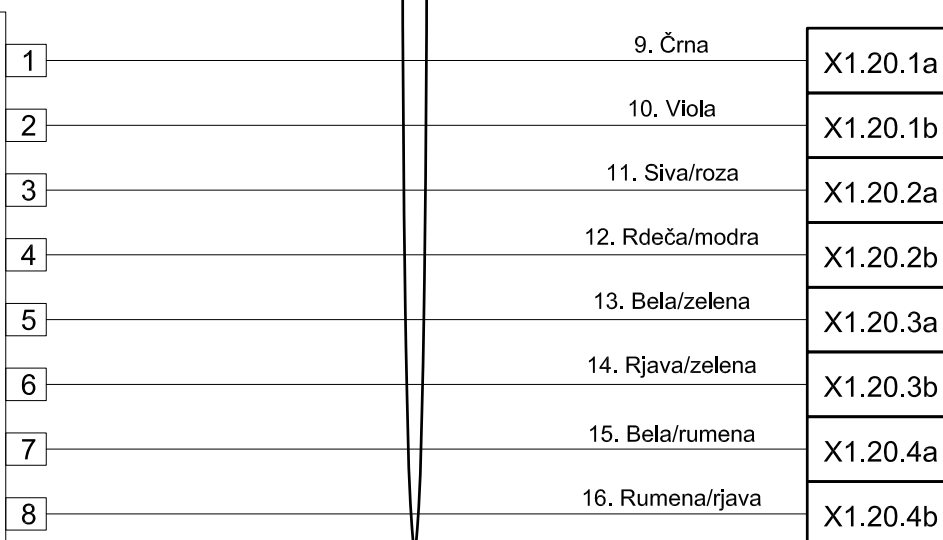 1 9. Črna X1.20.1a
2 10. Viola X1.20.1b
3 11. Siva/roza X1.20.2a
4 12. Rdeča/modra X1.20.2b
5 13. Bela/zelena X1.20.3a
6 14. Rjava/zelena X1.20.3b
7 15. Bela/rumena X1.20.4a
8 16. Rumena/rjava X1.20.4b